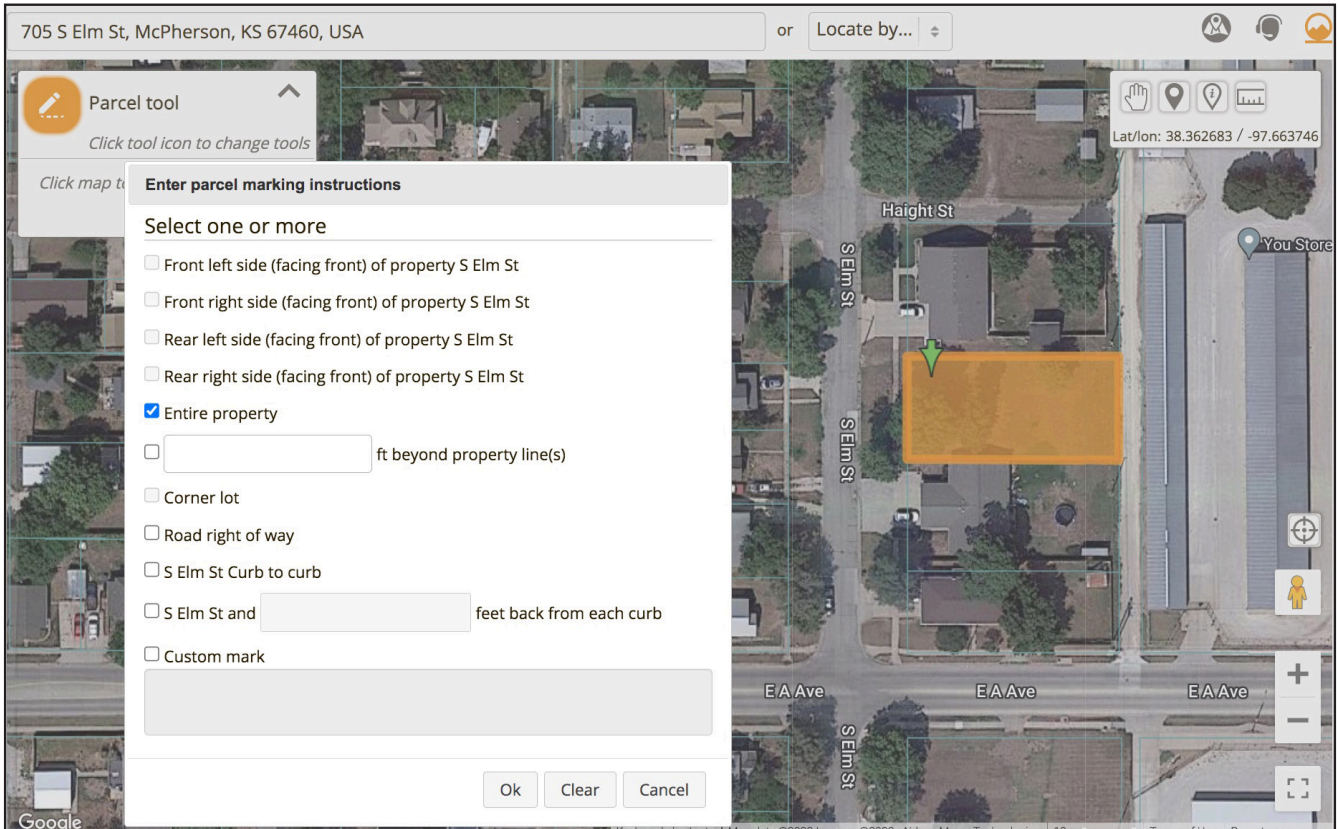 705 S Elm St, McPherson, KS 67460, USA
or
Locate by...
Parcel tool
Click tool icon to change tools
Click map to
Lat/lon: 38.362683 / -97.663746
Enter parcel marking instructions
Select one or more
Front left side (facing front) of property S Elm St
Front right side (facing front) of property S Elm St
Rear left side (facing front) of property S Elm St
Rear right side (facing front) of property S Elm St
Entire property
ft beyond property line(s)
Corner lot
Road right of way
S Elm St Curb to curb
S Elm St and feet back from each curb
Custom mark
Ok
Clear
Cancel
Haight St
You Store
S Elm St
S Elm St
E A Ave
E A Ave
E A Ave
S Elm St
Google